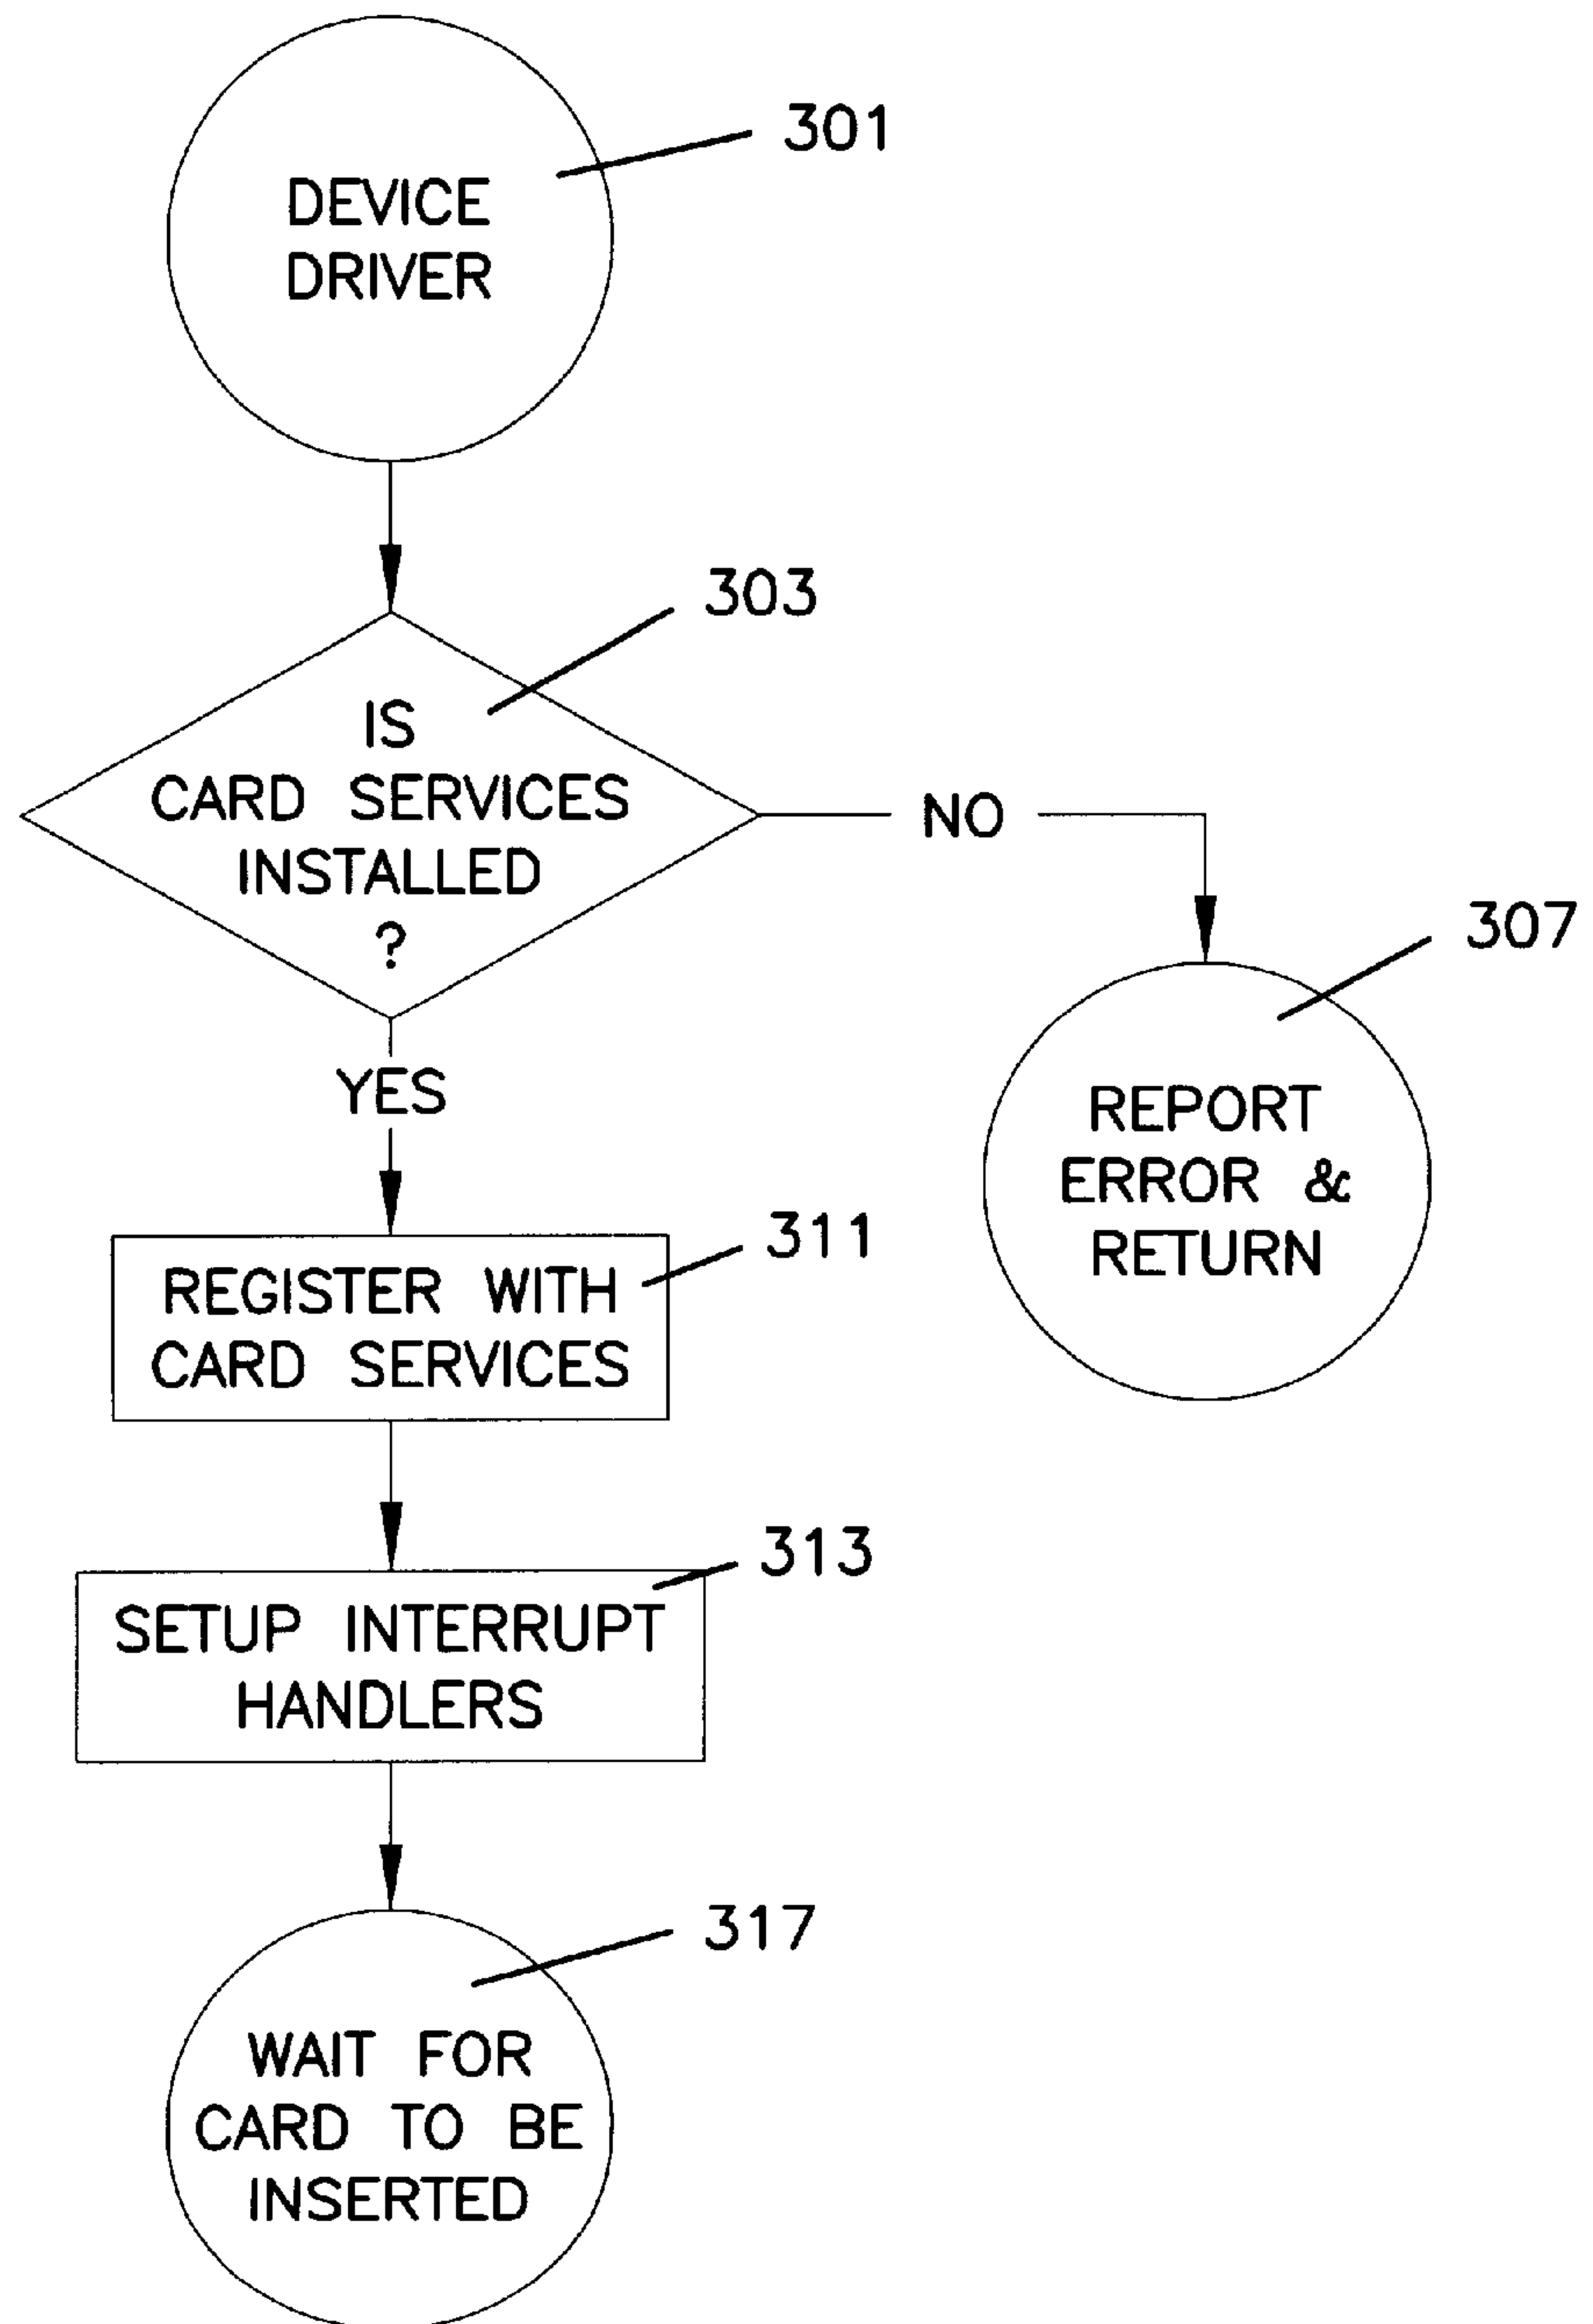 301
DEVICE
DRIVER
303
IS
CARD SERVICES
INSTALLED
?
NO
307
YES
REPORT
ERROR &
RETURN
311
REGISTER WITH
CARD SERVICES
313
SETUP INTERRUPT
HANDLERS
317
WAIT FOR
CARD TO BE
INSERTED